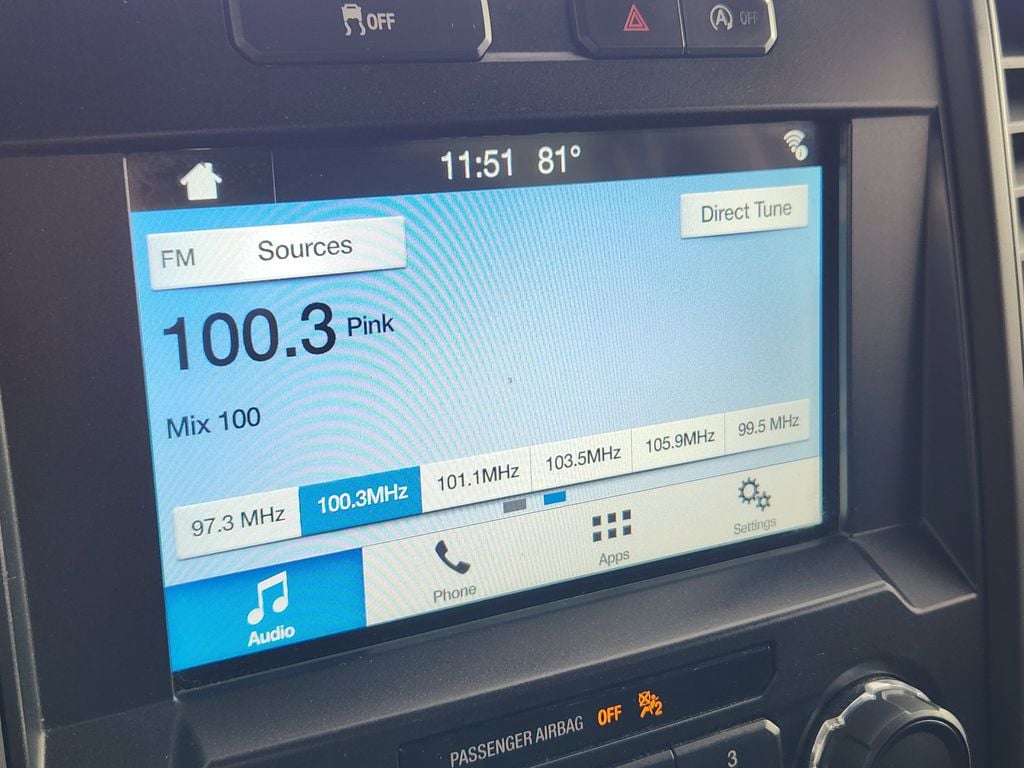 OFF
A OFF
11:51 81°
FM Sources
Direct Tune
100.3 Pink
Mix 100
97.3 MHz 100.3MHz 101.1MHz 103.5MHz 105.9MHz 99.5 MHz
Audio Phone Apps Settings
PASSENGER AIRBAG OFF 2
3